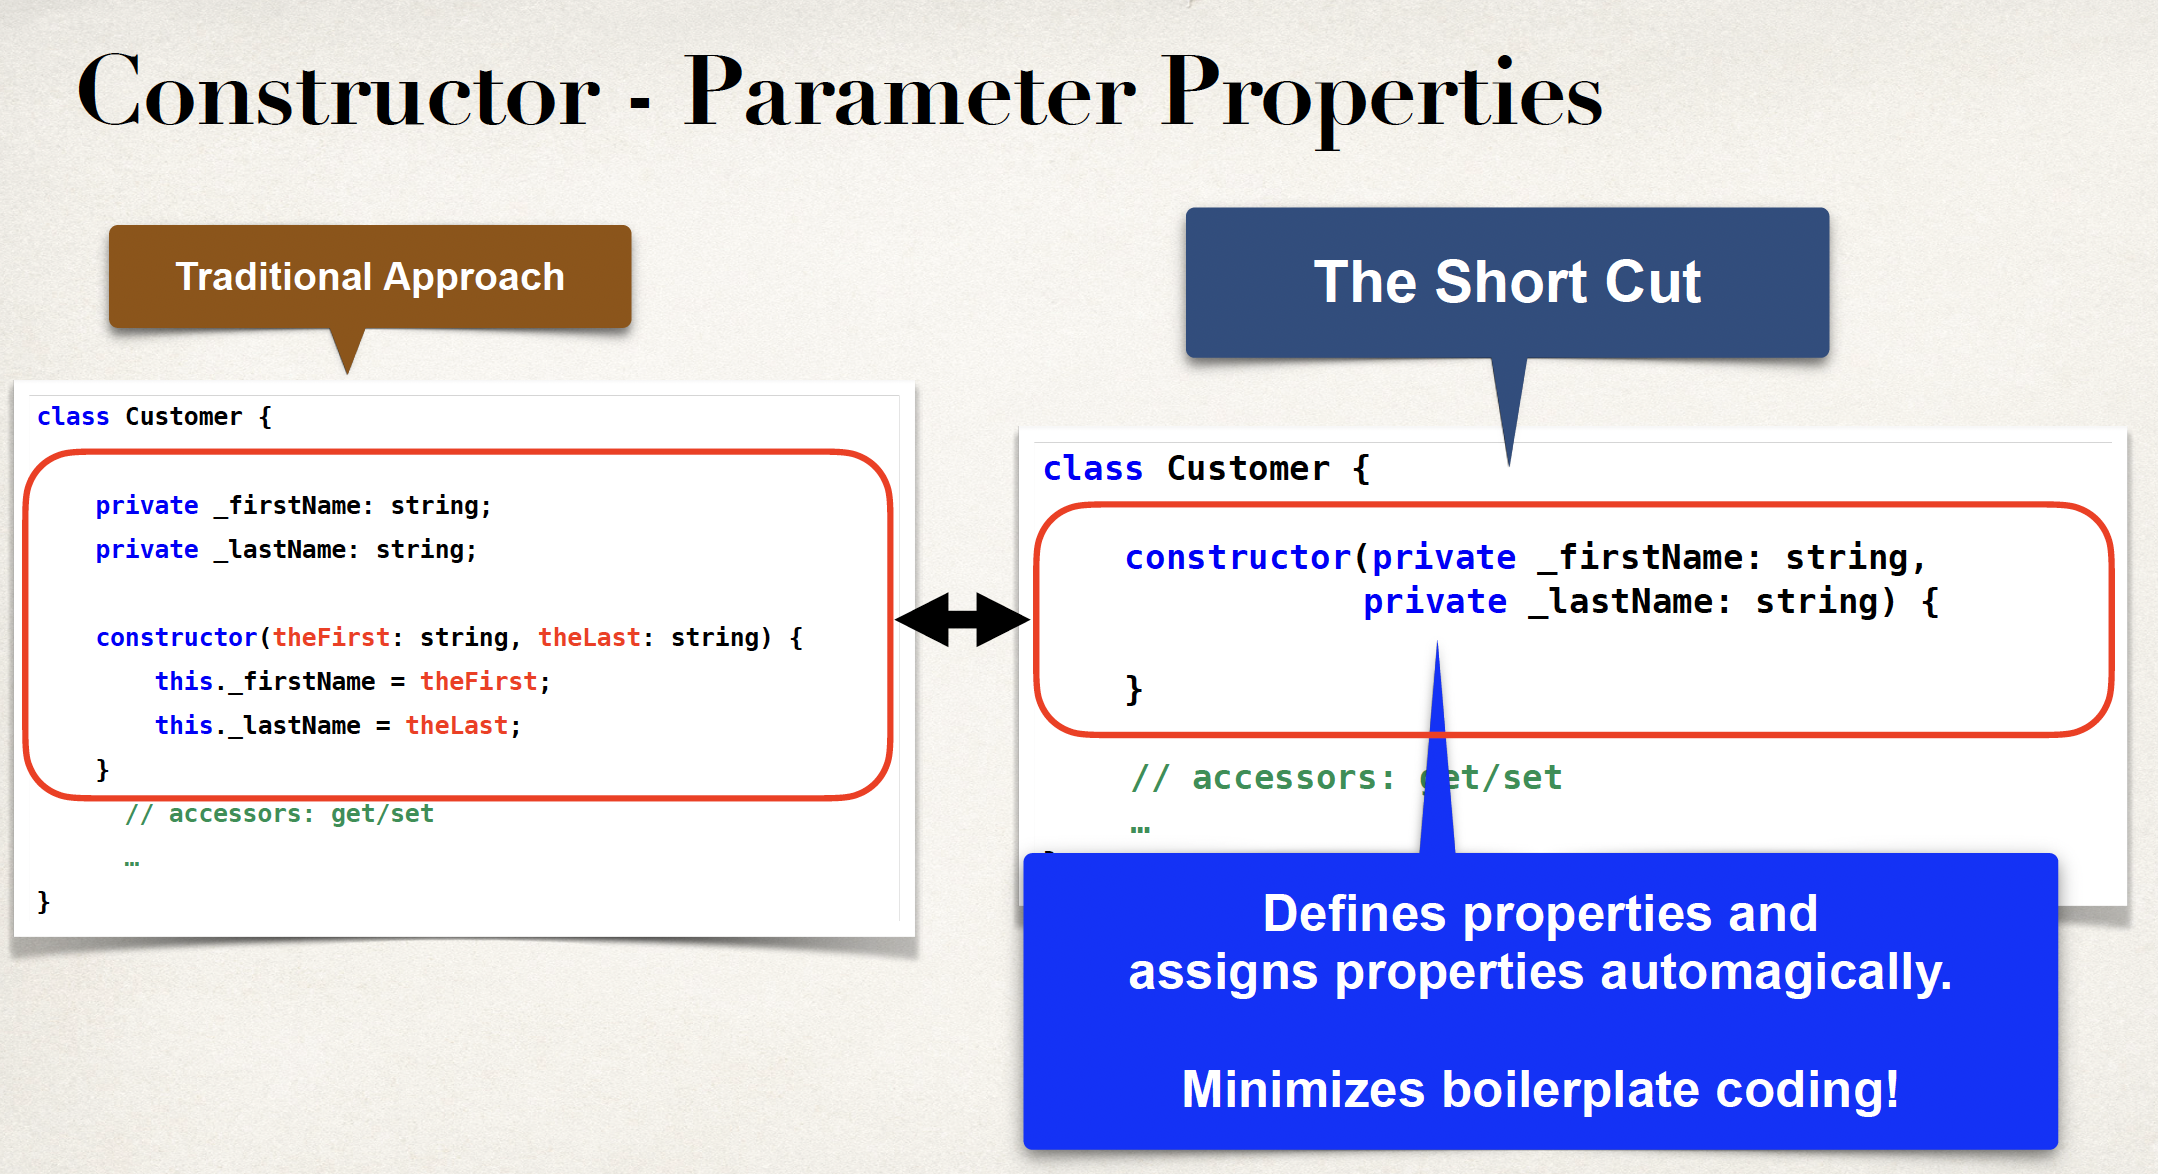 Constructor - Parameter Properties
Traditional Approach
class Customer {
private _firstName: string;
private _lastName: string;
constructor(theFirst: string, theLast: string) {
this._firstName = theFirst;
this._lastName = theLast;
}
// accessors: get/set
…
}
The Short Cut
class Customer {
constructor(private _firstName: string,
private _lastName: string) {
}
// accessors: get/set
…
Defines properties and
assigns properties automagically.
Minimizes boilerplate coding!